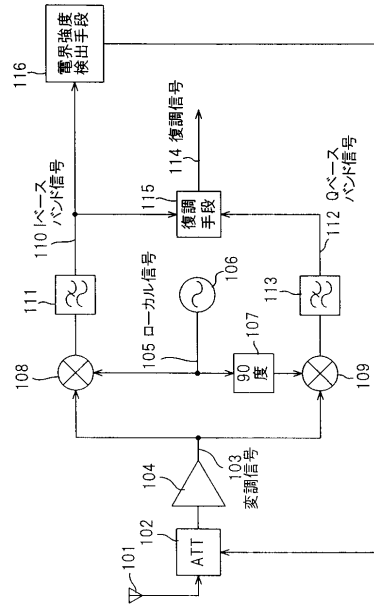 101
102
ATT
104
103
変調信号
108
109
105 ローカル信号
106
107
90
度
111
113
110 Iベース
バンド信号
112
Qベース
バンド信号
115
復調
手段
114 復調信号
116
電界強度
検出手段